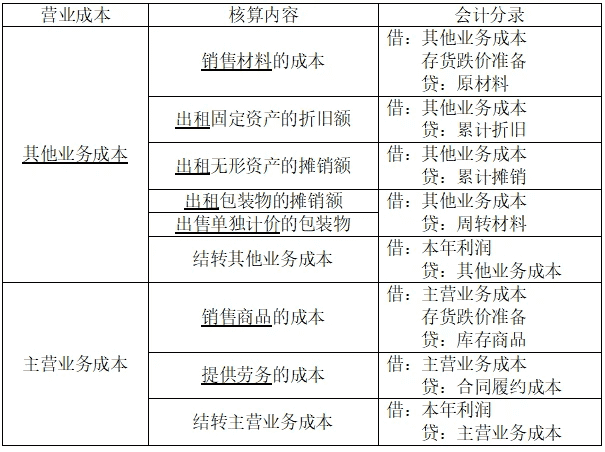 营业成本 核算内容 会计分录
其他业务成本
销售材料的成本
借：其他业务成本
存货跌价准备
贷：原材料
出租固定资产的折旧额
借：其他业务成本
贷：累计折旧
出租无形资产的摊销额
借：其他业务成本
贷：累计摊销
出租包装物的摊销额
出售单独计价的包装物
借：其他业务成本
贷：周转材料
结转其他业务成本
借：本年利润
贷：其他业务成本
主营业务成本
销售商品的成本
借：主营业务成本
存货跌价准备
贷：库存商品
提供劳务的成本
借：主营业务成本
贷：合同履约成本
结转主营业务成本
借：本年利润
贷：主营业务成本